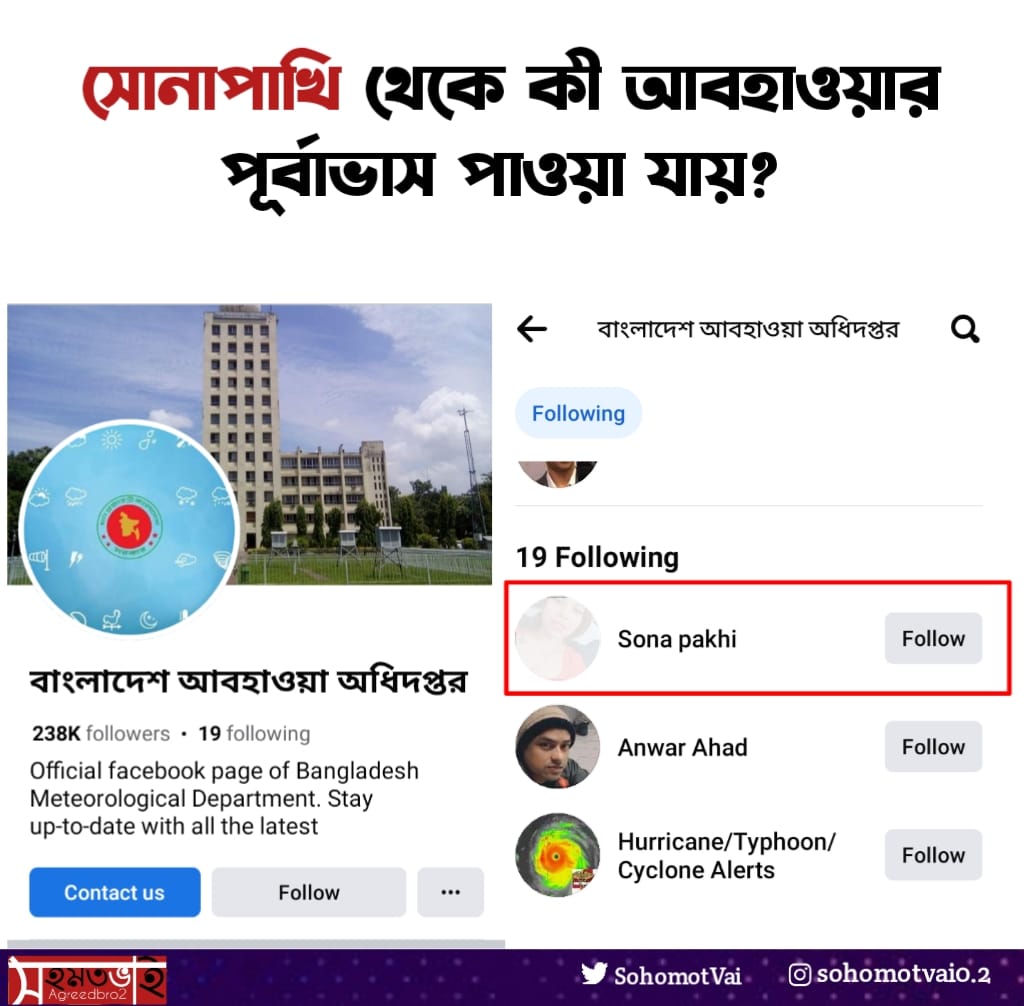 সোনাপাখি থেকে কী আবহাওয়ার
পূর্বাভাস পাওয়া যায়?
বাংলাদেশ আবহাওয়া অধিদপ্তর
238K followers • 19 following
Official facebook page of Bangladesh
Meteorological Department. Stay
up-to-date with all the latest
Contact us
Follow
...
বাংলাদেশ আবহাওয়া অধিদপ্তর
Following
19 Following
Sona pakhi
Follow
Anwar Ahad
Follow
Hurricane/Typhoon/
Cyclone Alerts
Follow
সহমতভাই
Agreedbro2
SohomotVai
sohomotvai0.2